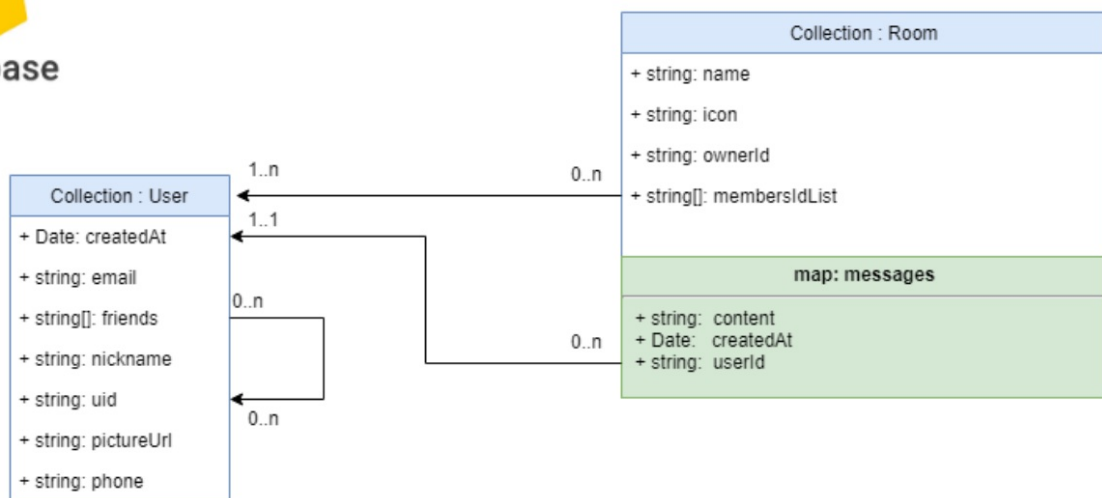 ase
Collection : Room
+ string: name
+ string: icon
+ string: ownerId
+ string[]: membersIdList
map: messages
+ string: content
+ Date: createdAt
+ string: userId
1..n
0..n
1..1
0..n
Collection : User
+ Date: createdAt
+ string: email
+ string[]: friends
+ string: nickname
+ string: uid
+ string: pictureUrl
+ string: phone
0..n
0..n